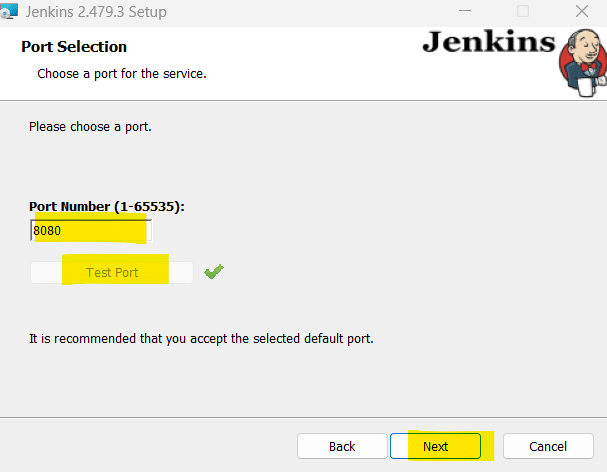 Jenkins 2.479.3 Setup
Port Selection
Jenkins
Choose a port for the service.
Please choose a port.
Port Number (1-65535):
8080
Test Port
It is recommended that you accept the selected default port.
Back
Next
Cancel